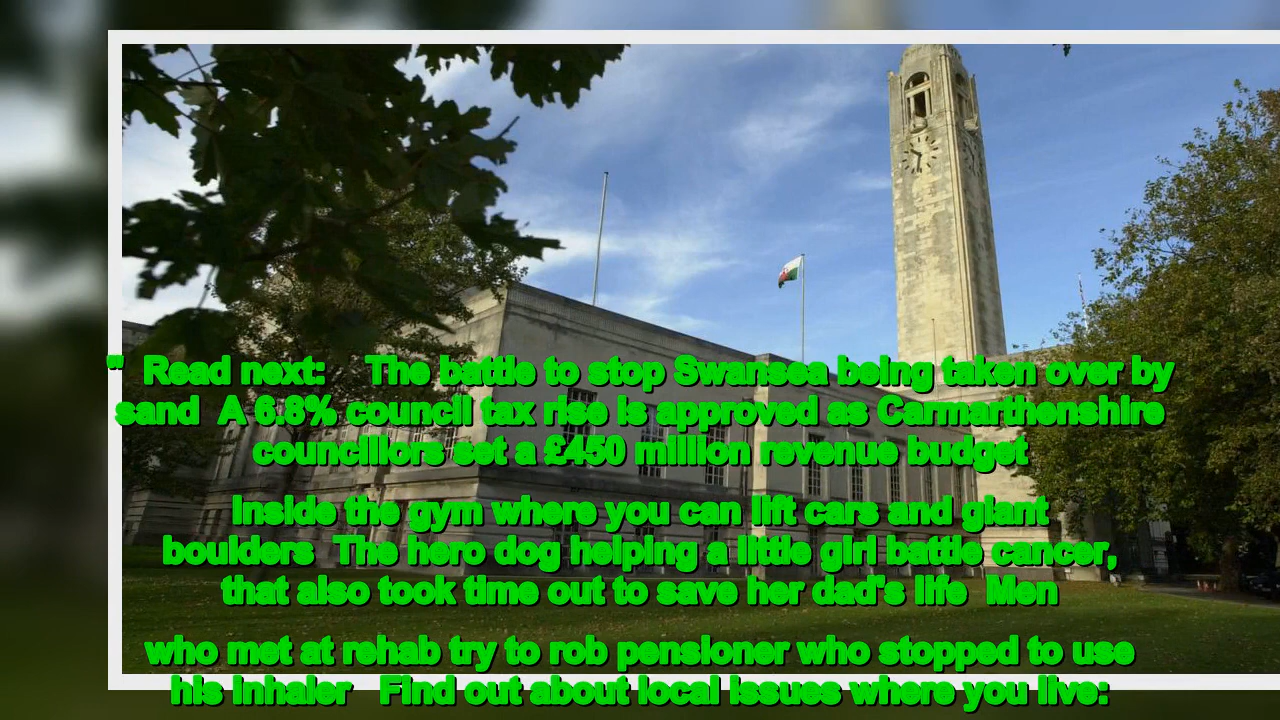 "  Read next:    The battle to stop Swansea being taken over by
sand  A 6.8% council tax rise is approved as Carmarthenshire
councillors set a £450 million revenue budget
Inside the gym where you can lift cars and giant
boulders  The hero dog helping a little girl battle cancer,
that also took time out to save her dad's life  Men
who met at rehab try to rob pensioner who stopped to use
his inhaler   Find out about local issues where you live: